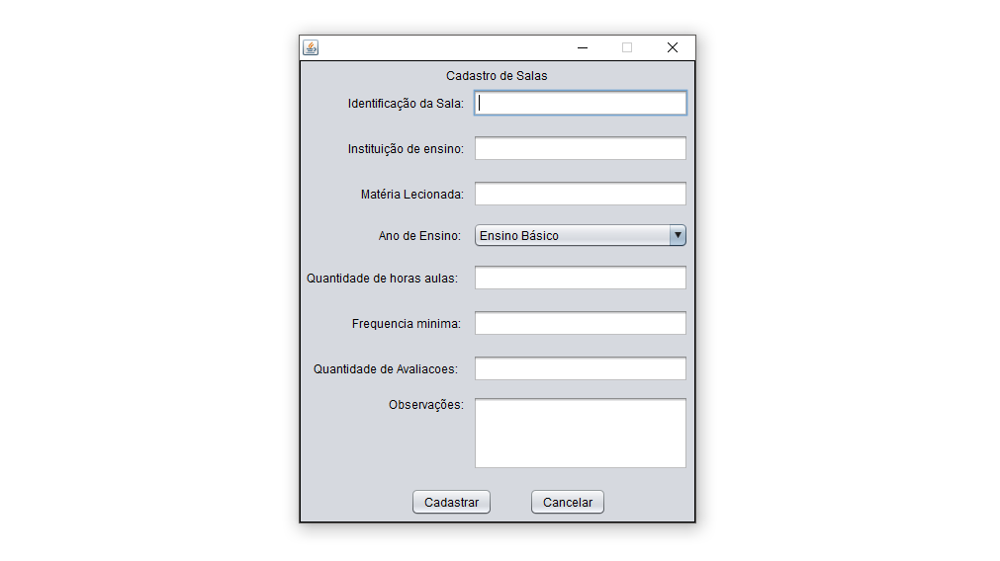 Cadastro de Salas
Identificação da Sala:
Instituição de ensino:
Matéria Lecionada:
Ano de Ensino: Ensino Básico
Quantidade de horas aulas:
Frequencia minima:
Quantidade de Avaliacoes:
Observações:
Cadastrar Cancelar